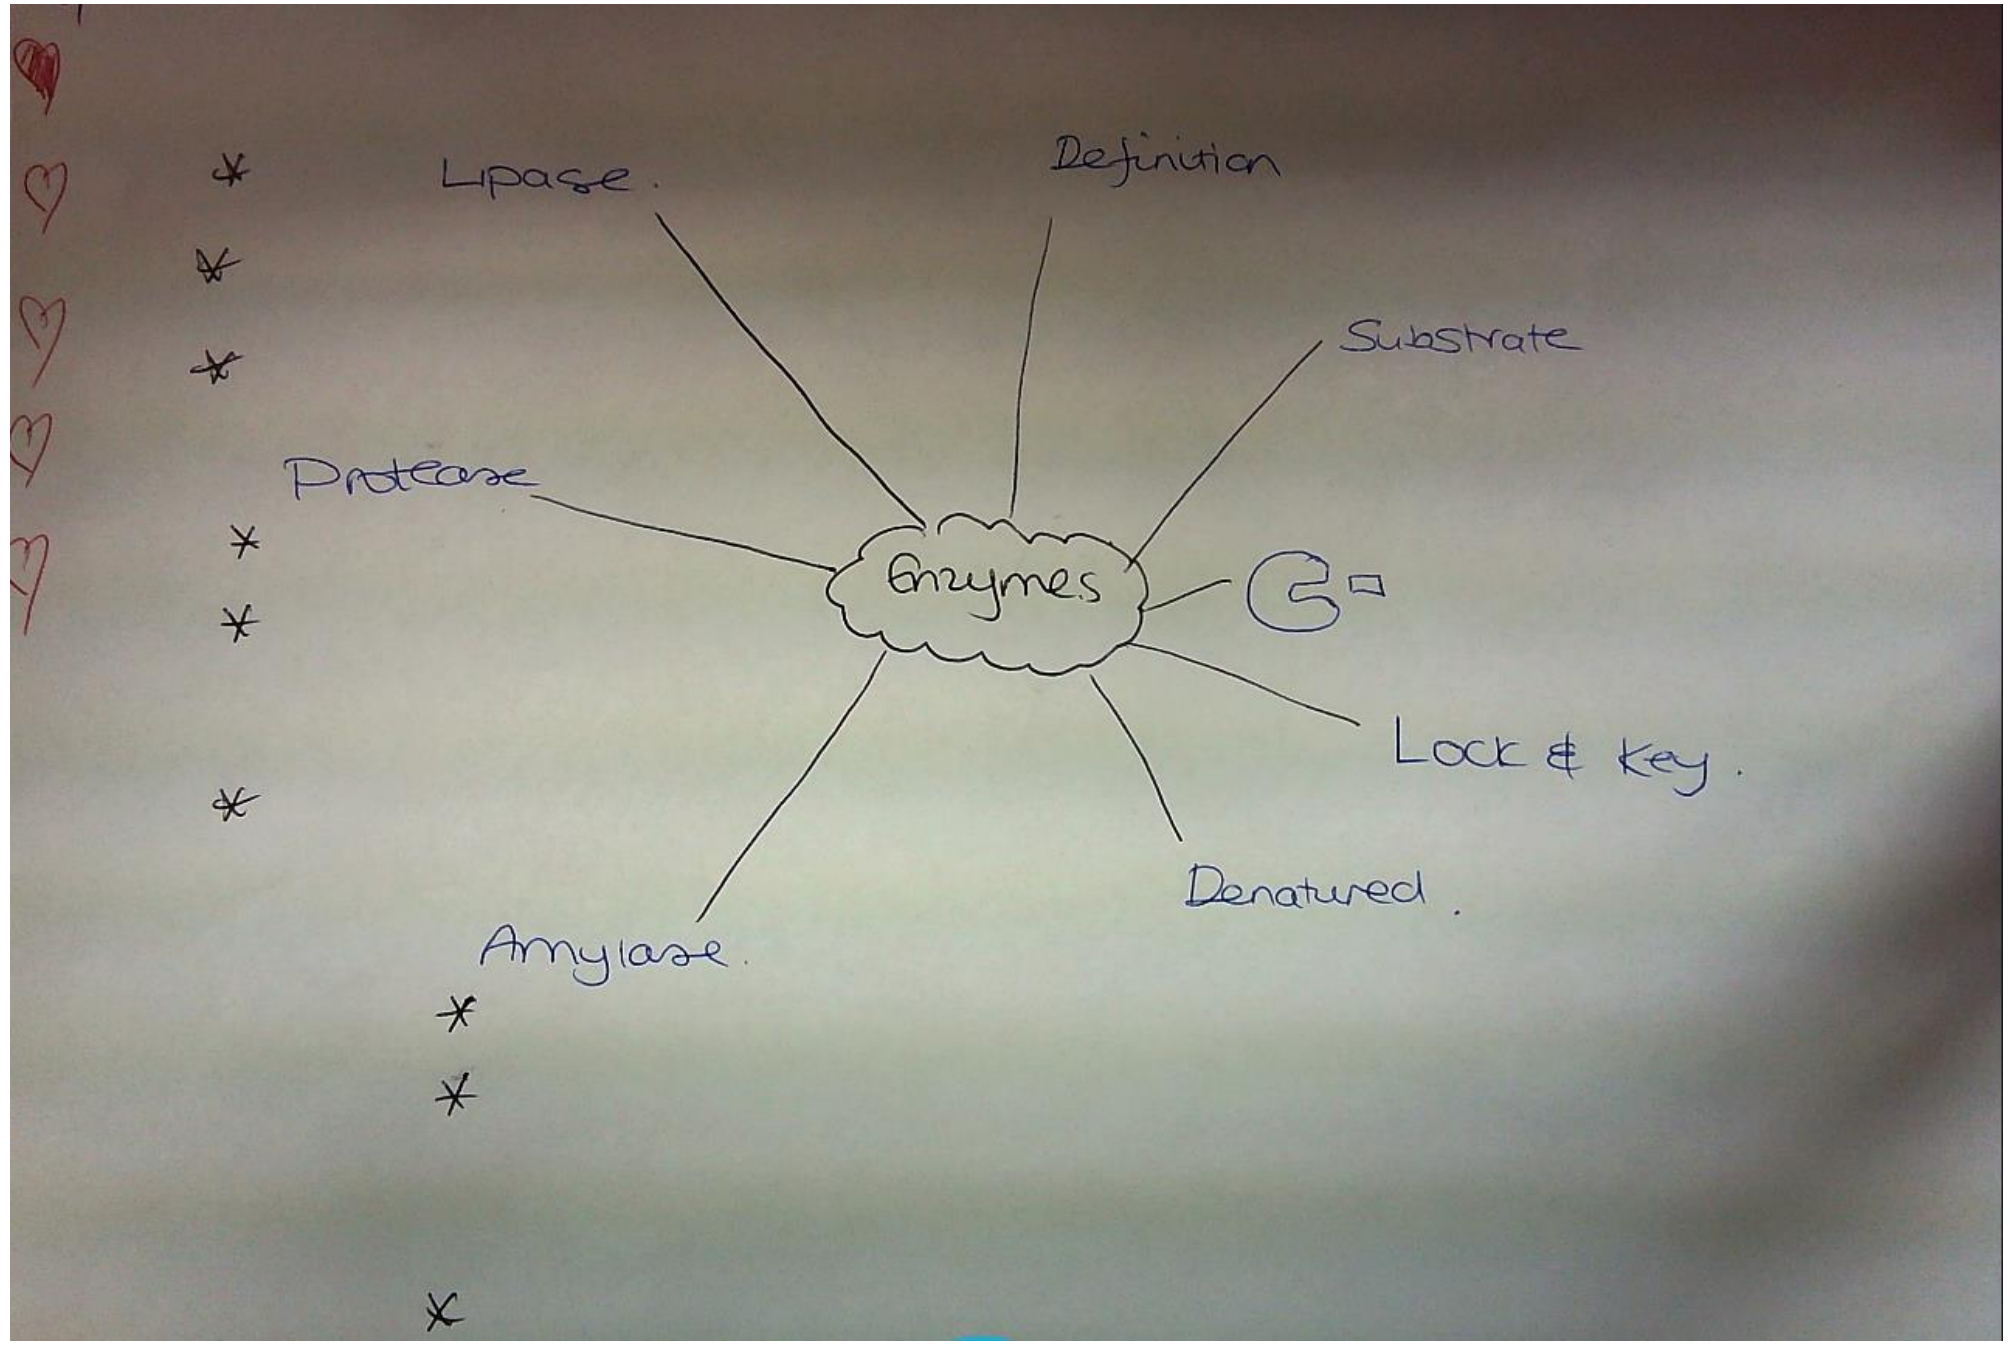 Lipase.
Definition
Substrate
Protease
Enzymes
Lock & Key.
Denatured.
Amylase.